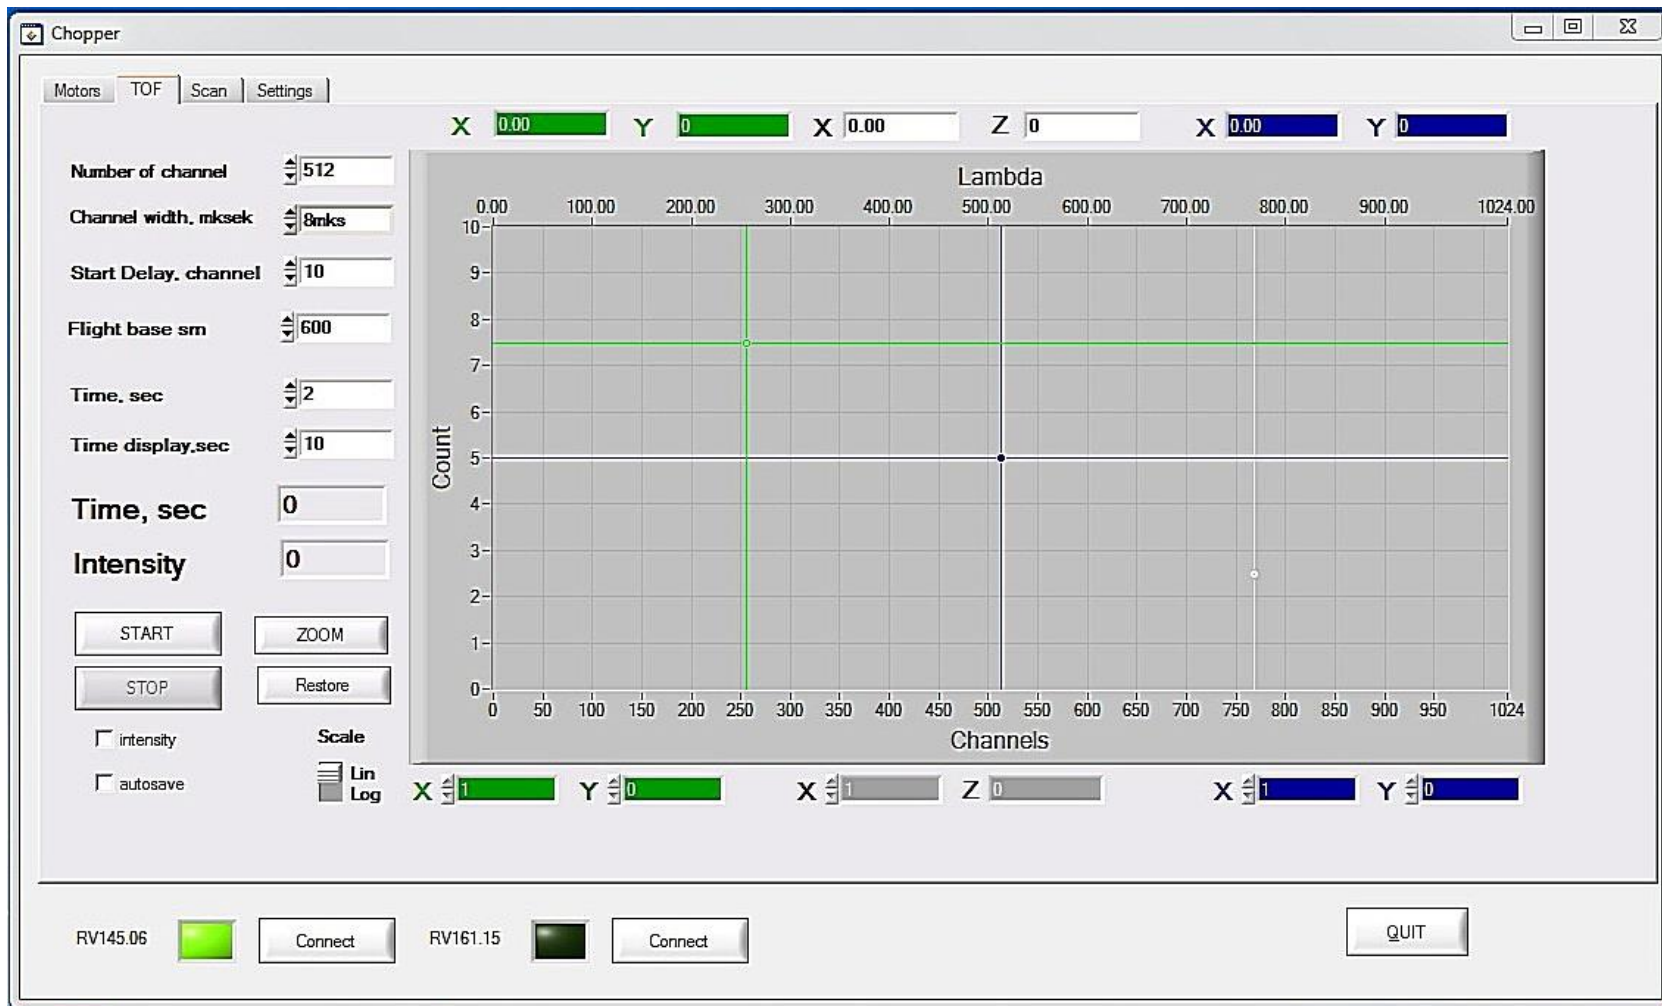 Chopper
Motors TOF Scan Settings
X 0.00 Y 0 X 0.00 Z 0 X 0.00 Y 0
Number of channel 512
Channel width, mksek 8mks
Start Delay, channel 10
Flight base sm 600
Time, sec 2
Time display,sec 10
Time, sec 0
Intensity 0
START ZOOM
STOP Restore
intensity
autosave
Scale
Lin
Log
Lambda
0.00 100.00 200.00 300.00 400.00 500.00 600.00 700.00 800.00 900.00 1024.00
10
9
8
7
6
5
4
3
2
1
0
Count
0 50 100 150 200 250 300 350 400 450 500 550 600 650 700 750 800 850 900 950 1024
Channels
X 1 Y 0 X 1 Z 0 X 1 Y 0
RV145.06 Connect RV161.15 Connect QUIT